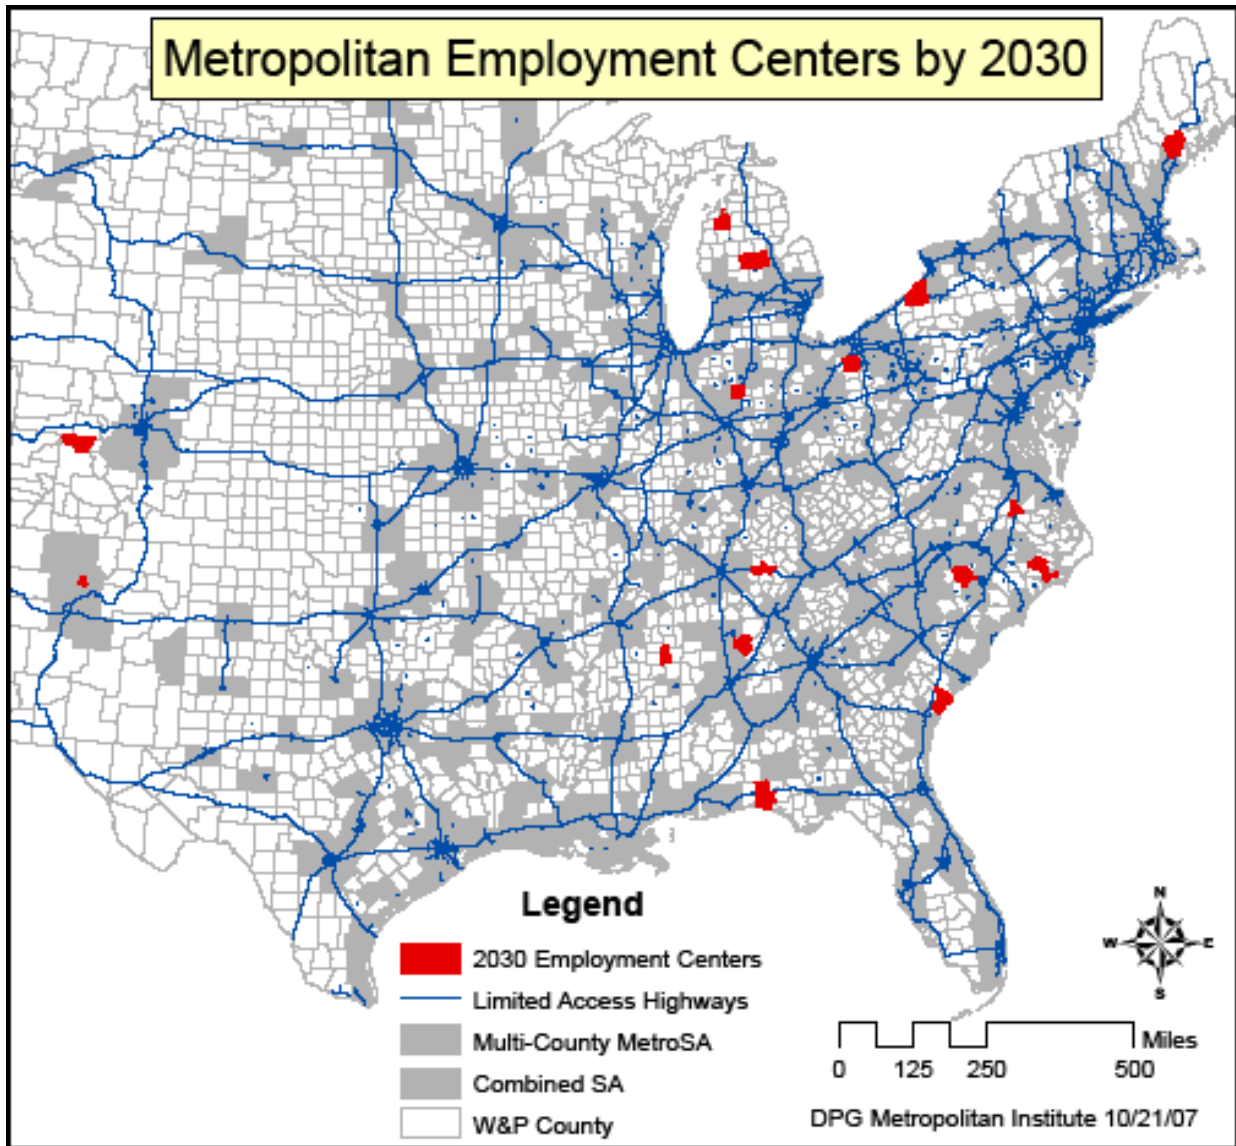 Metropolitan Employment Centers by 2030
Legend
2030 Employment Centers
Limited Access Highways
Multi-County MetroSA
Combined SA
W&P County
N
W E
S
Miles
0 125 250 500
DPG Metropolitan Institute 10/21/07